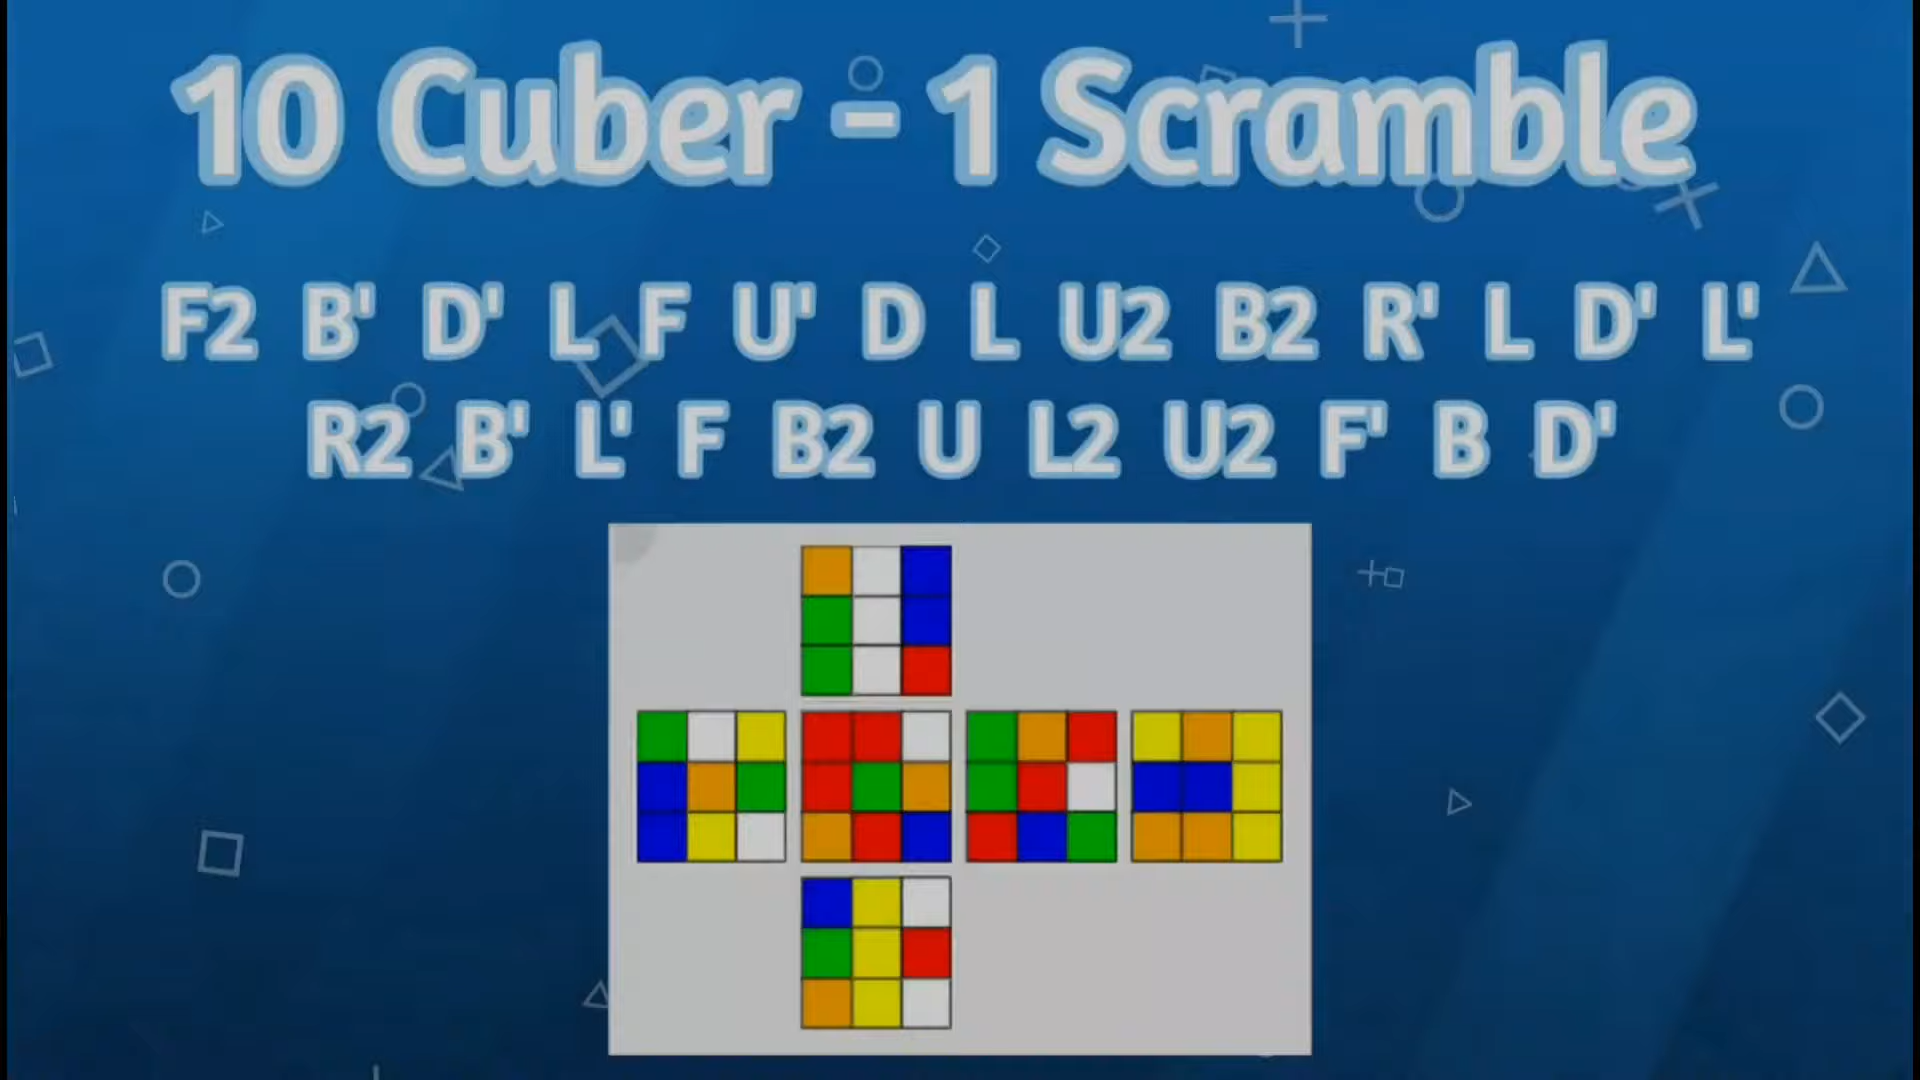 10 Cuber - 1 Scramble
F2 B' D' L F U' D L U2 B2 R' L D' L'
R2 B' L' F B2 U L2 U2 F' B D'